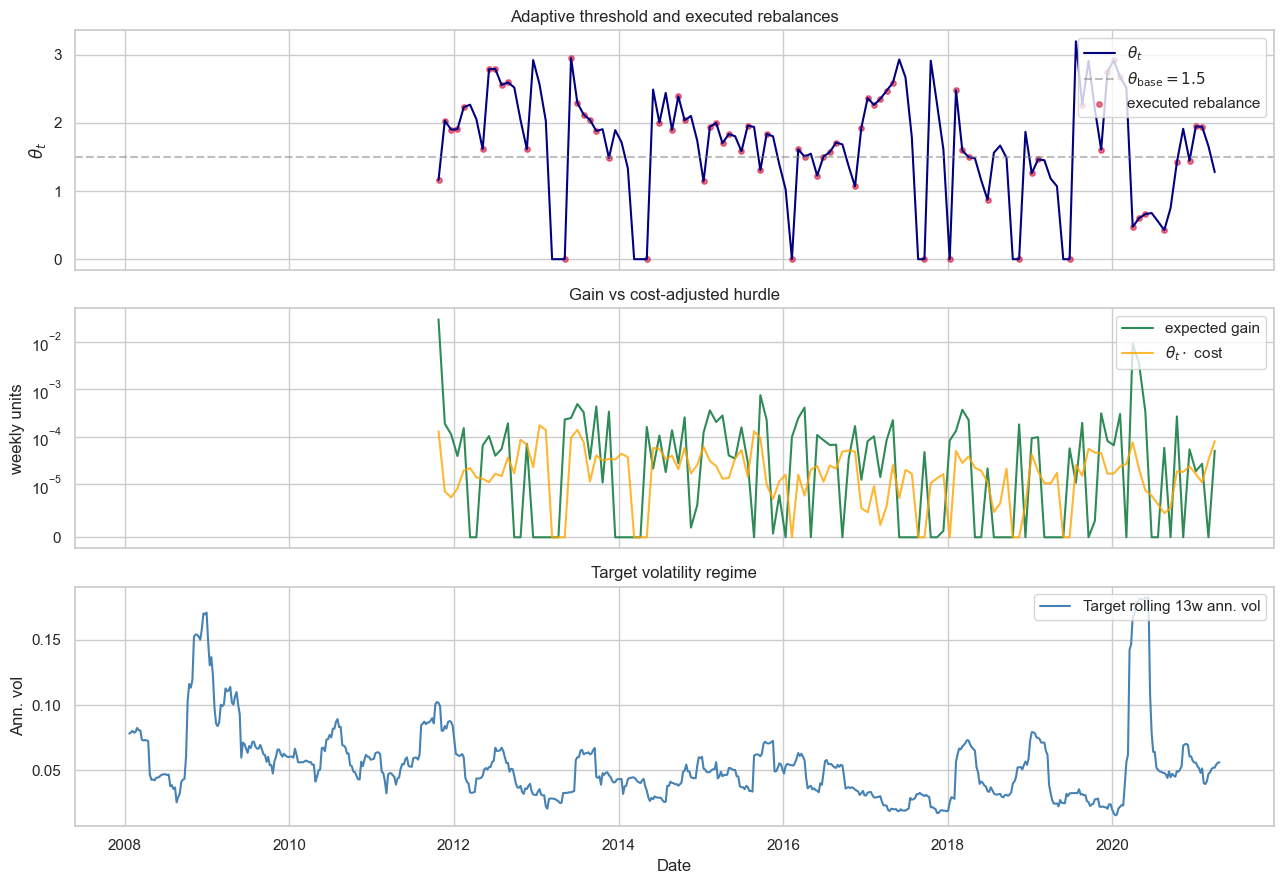 Adaptive threshold and executed rebalances
θt
3
2
1
0
θt
θbase = 1.5
executed rebalance
Gain vs cost-adjusted hurdle
weekly units
10−2
10−3
10−4
10−5
0
expected gain
θt · cost
Target volatility regime
Ann. vol
0.15
0.10
0.05
Target rolling 13w ann. vol
2008 2010 2012 2014 2016 2018 2020
Date